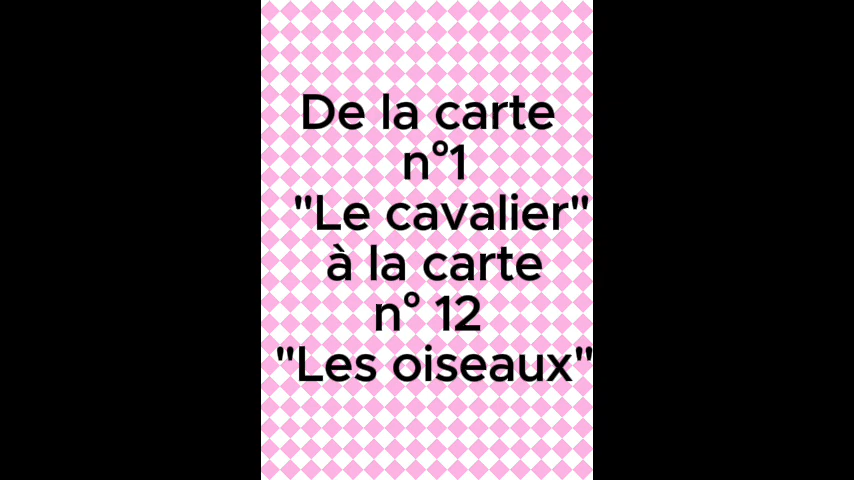 De la carte
n°1
"Le cavalier"
à la carte
n° 12
"Les oiseaux"